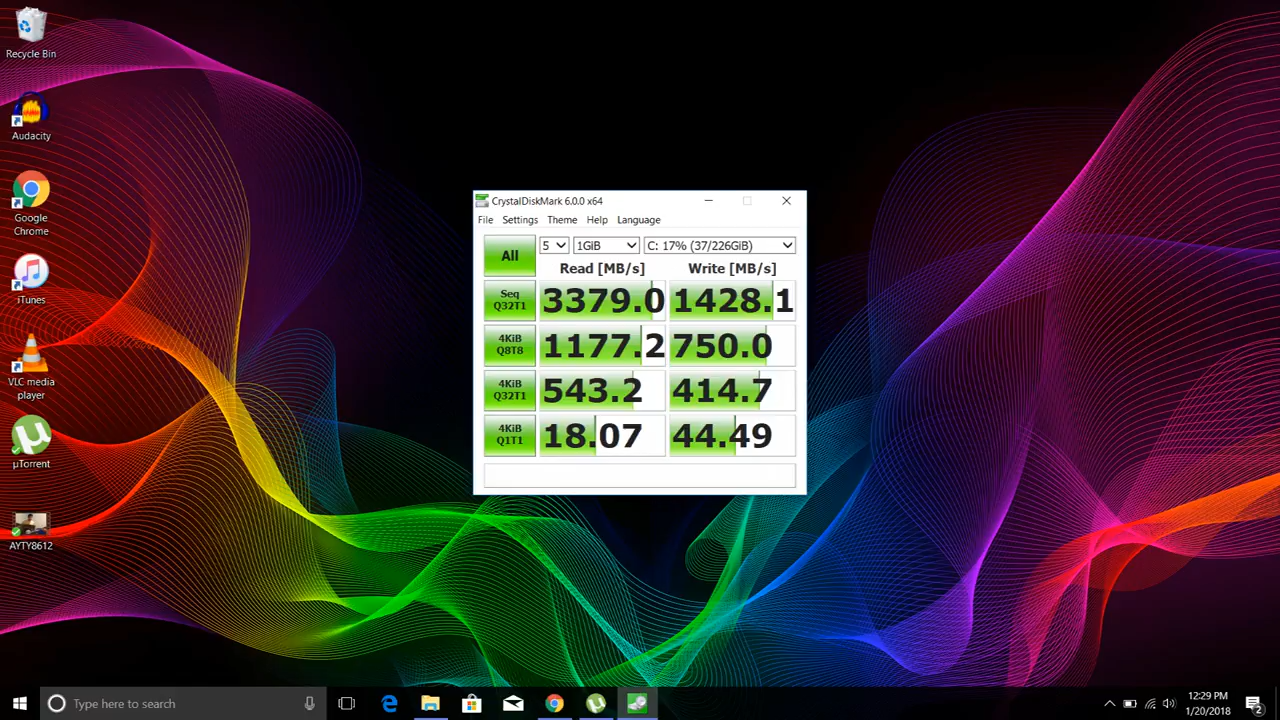 Recycle Bin
Audacity
Google
Chrome
iTunes
VLC media
player
µTorrent
AYTY8612
CrystalDiskMark 6.0.0 x64
File Settings Theme Help Language
All 5 1GiB C: 17% (37/226GiB)
Read [MB/s] Write [MB/s]
Seq
Q32T1
3379.0 1428.1
4KiB
Q8T8
1177.2 750.0
4KiB
Q32T1
543.2 414.7
4KiB
Q1T1
18.07 44.49
Type here to search
12:29 PM
1/20/2018
2